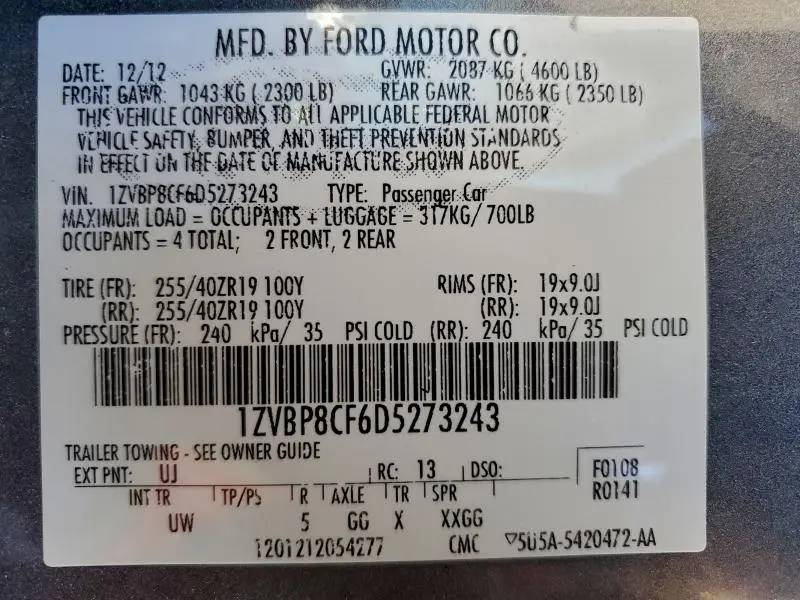 MFD. BY FORD MOTOR CO.
DATE: 12/12 GVWR: 2087 KG ( 4600 LB)
FRONT GAWR: 1043 KG ( 2300 LB) REAR GAWR: 1066 KG ( 2350 LB)
THIS VEHICLE CONFORMS TO ALL APPLICABLE FEDERAL MOTOR
VEHICLE SAFETY, BUMPER, AND THEFT PREVENTION STANDARDS
IN EFFECT ON THE DATE OF MANUFACTURE SHOWN ABOVE.
VIN: 1ZVBP8CF6D5273243 TYPE: Passenger Car
MAXIMUM LOAD = OCCUPANTS + LUGGAGE = 317KG/ 700LB
OCCUPANTS = 4 TOTAL; 2 FRONT, 2 REAR
TIRE (FR): 255/40ZR19 100Y RIMS (FR): 19x9.0J
(RR): 255/40ZR19 100Y (RR): 19x9.0J
PRESSURE (FR): 240 kPa/ 35 PSI COLD (RR): 240 kPa/ 35 PSI COLD
1ZVBP8CF6D5273243
TRAILER TOWING - SEE OWNER GUIDE
EXT PNT: UJ RC: 13 DSO: F0108
INT TR TP/PS R AXLE TR SPR R0141
UW 5 GG X XXGG
1201212054277 CMC ▽5U5A-5420472-AA